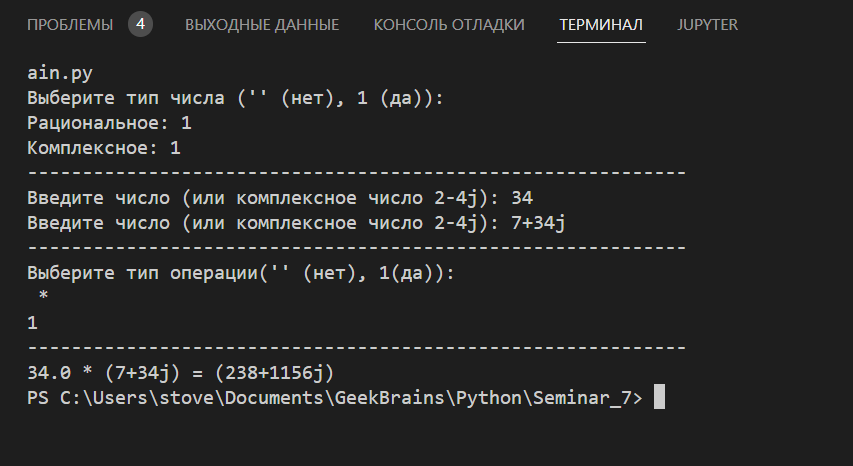 ПРОБЛЕМЫ 4 ВЫХОДНЫЕ ДАННЫЕ КОНСОЛЬ ОТЛАДКИ ТЕРМИНАЛ JUPYTER
ain.py
Выберите тип числа ('' (нет), 1 (да)):
Рациональное: 1
Комплексное: 1
------------------------------------------------------------
Введите число (или комплексное число 2-4j): 34
Введите число (или комплексное число 2-4j): 7+34j
------------------------------------------------------------
Выберите тип операции('' (нет), 1(да)):
 *
1
------------------------------------------------------------
34.0 * (7+34j) = (238+1156j)
PS C:\Users\stove\Documents\GeekBrains\Python\Seminar_7>